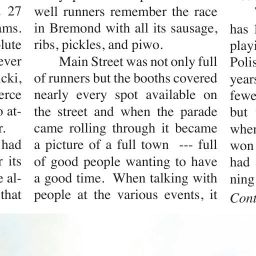 27
ams.
lute
ever
cki,
erce
o at-
r.
had
r its
e al-
that
well runners remember the race
in Bremond with all its sausage,
ribs, pickles, and piwo.
Main Street was not only full
of runners but the booths covered
nearly every spot available on
the street and when the parade
came rolling through it became
a picture of a full town --- full
of good people wanting to have
a good time. When talking with
people at the various events, it
has
playi
Polis
years
fewe
but
when
won
had
ning
Cont